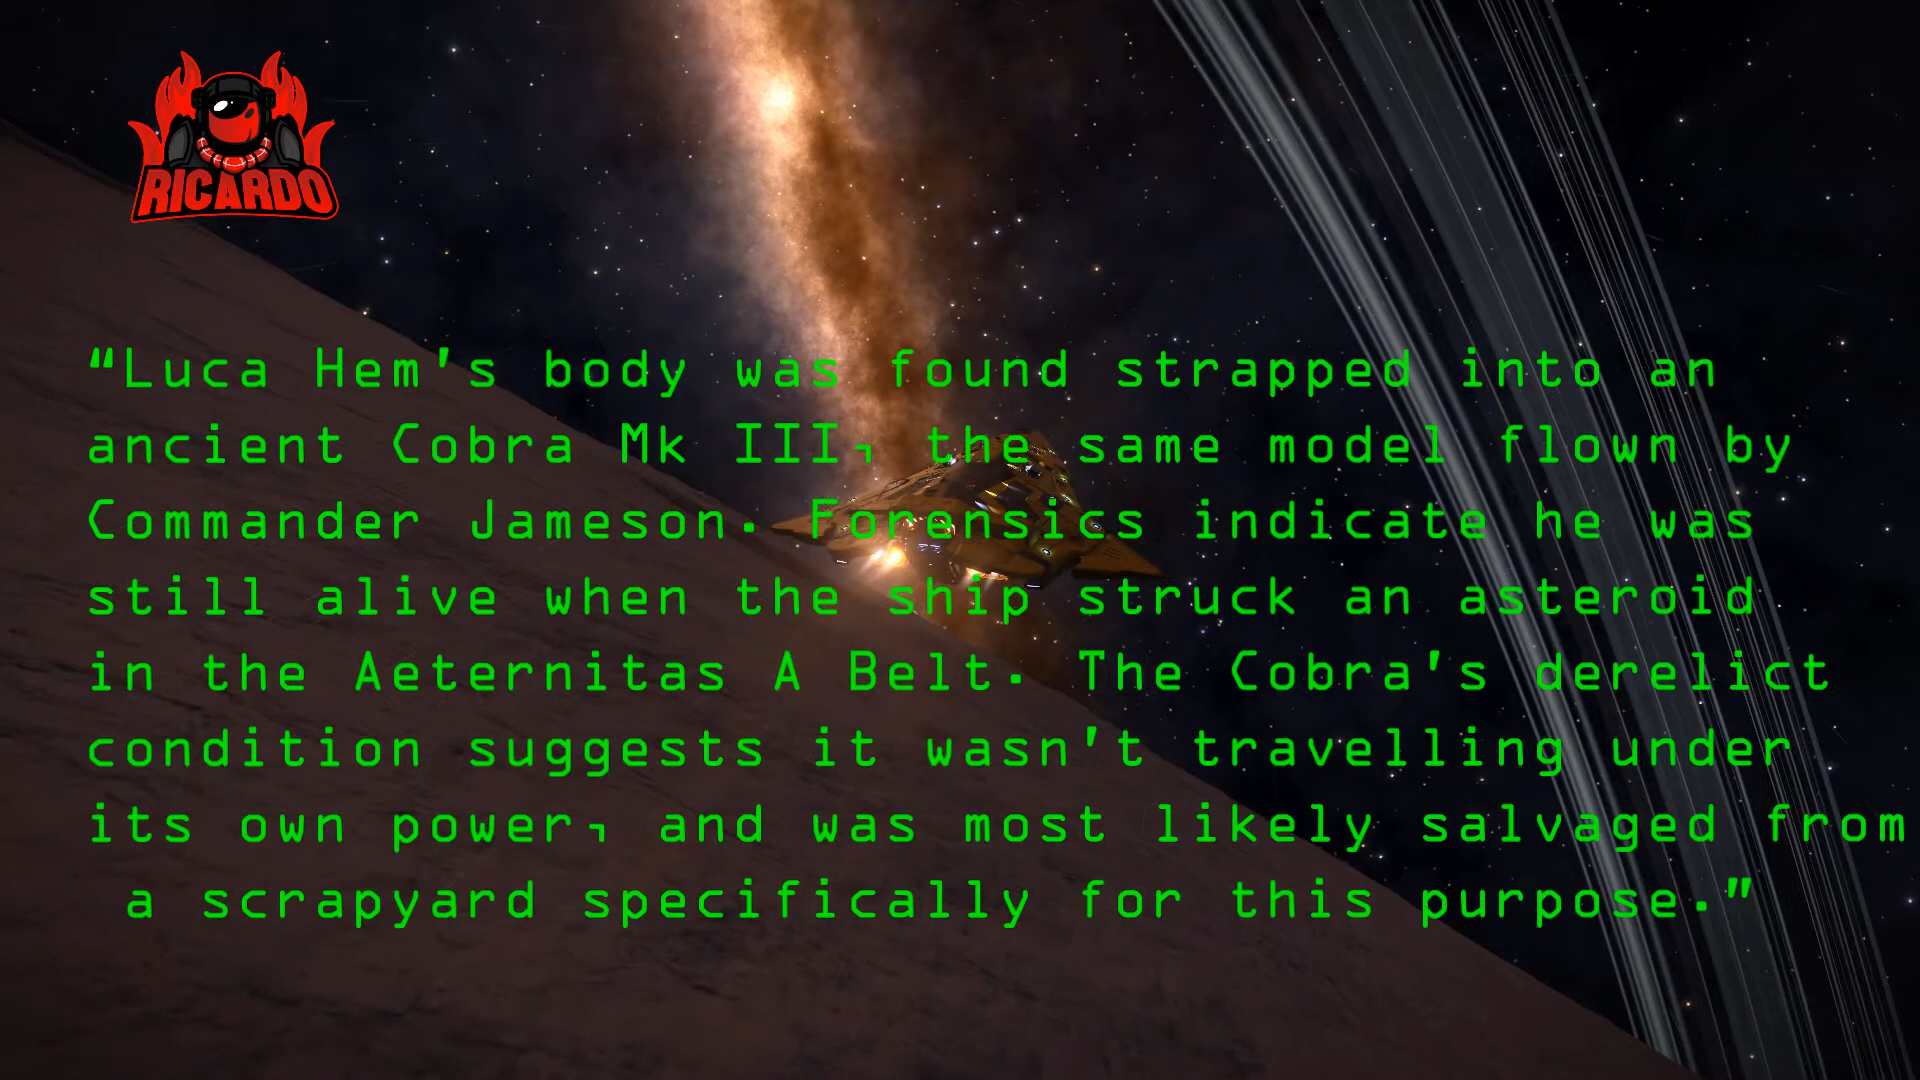 RICARDO
“Luca Hem's body was found strapped into an
ancient Cobra Mk III, the same model flown by
Commander Jameson. Forensics indicate he was
still alive when the ship struck an asteroid
in the Aeternitas A Belt. The Cobra's derelict
condition suggests it wasn't travelling under
its own power, and was most likely salvaged from
a scrapyard specifically for this purpose.”